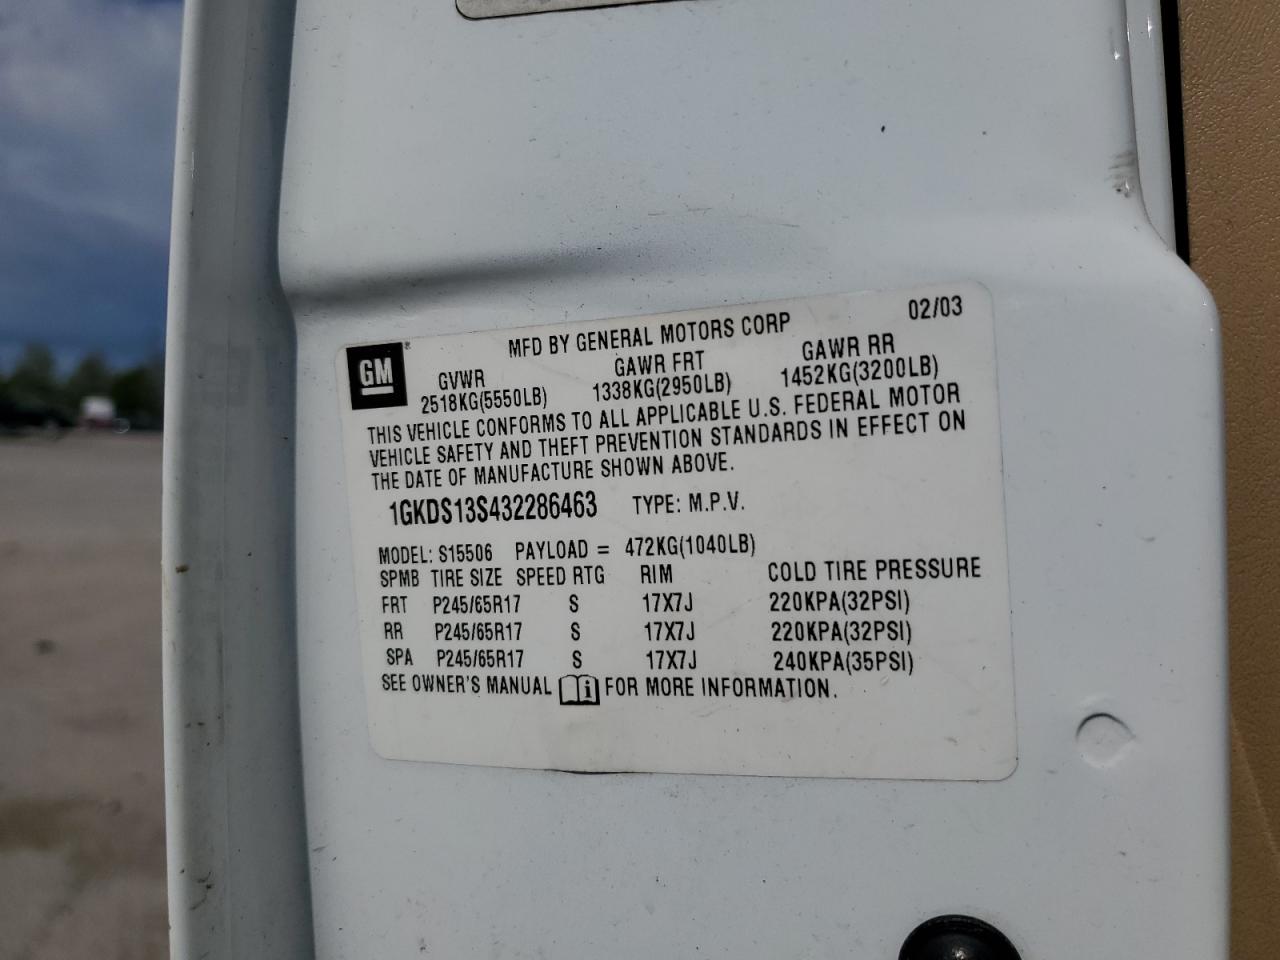 02/03
GM ® MFD BY GENERAL MOTORS CORP
GVWR GAWR FRT GAWR RR
2518KG(5550LB) 1338KG(2950LB) 1452KG(3200LB)
THIS VEHICLE CONFORMS TO ALL APPLICABLE U.S. FEDERAL MOTOR
VEHICLE SAFETY AND THEFT PREVENTION STANDARDS IN EFFECT ON
THE DATE OF MANUFACTURE SHOWN ABOVE.
1GKDS13S432286463 TYPE: M.P.V.
MODEL: S15506 PAYLOAD = 472KG(1040LB)
SPMB TIRE SIZE SPEED RTG RIM COLD TIRE PRESSURE
FRT P245/65R17 S 17X7J 220KPA(32PSI)
RR P245/65R17 S 17X7J 220KPA(32PSI)
SPA P245/65R17 S 17X7J 240KPA(35PSI)
SEE OWNER'S MANUAL i FOR MORE INFORMATION.